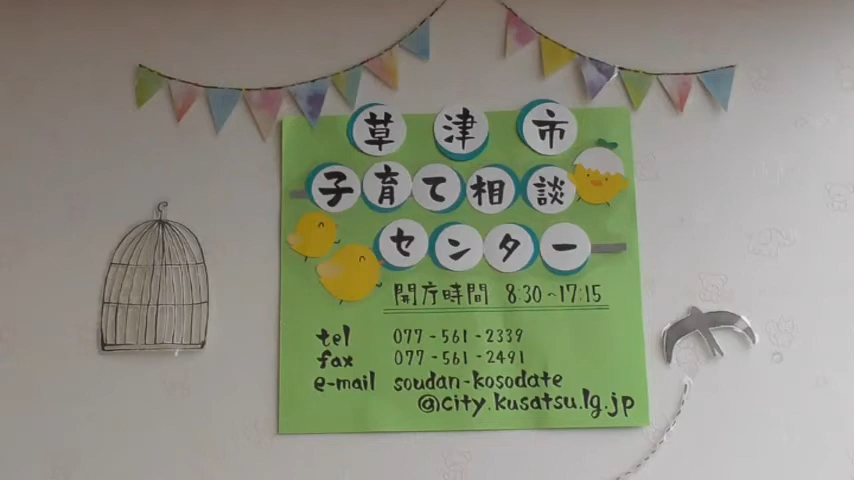 草津市
子育て相談
センター
開庁時間 8:30~17:15
tel 077-561-2339
fax 077-561-2491
e-mail soudan-kosodate
@city.kusatsu.lg.jp